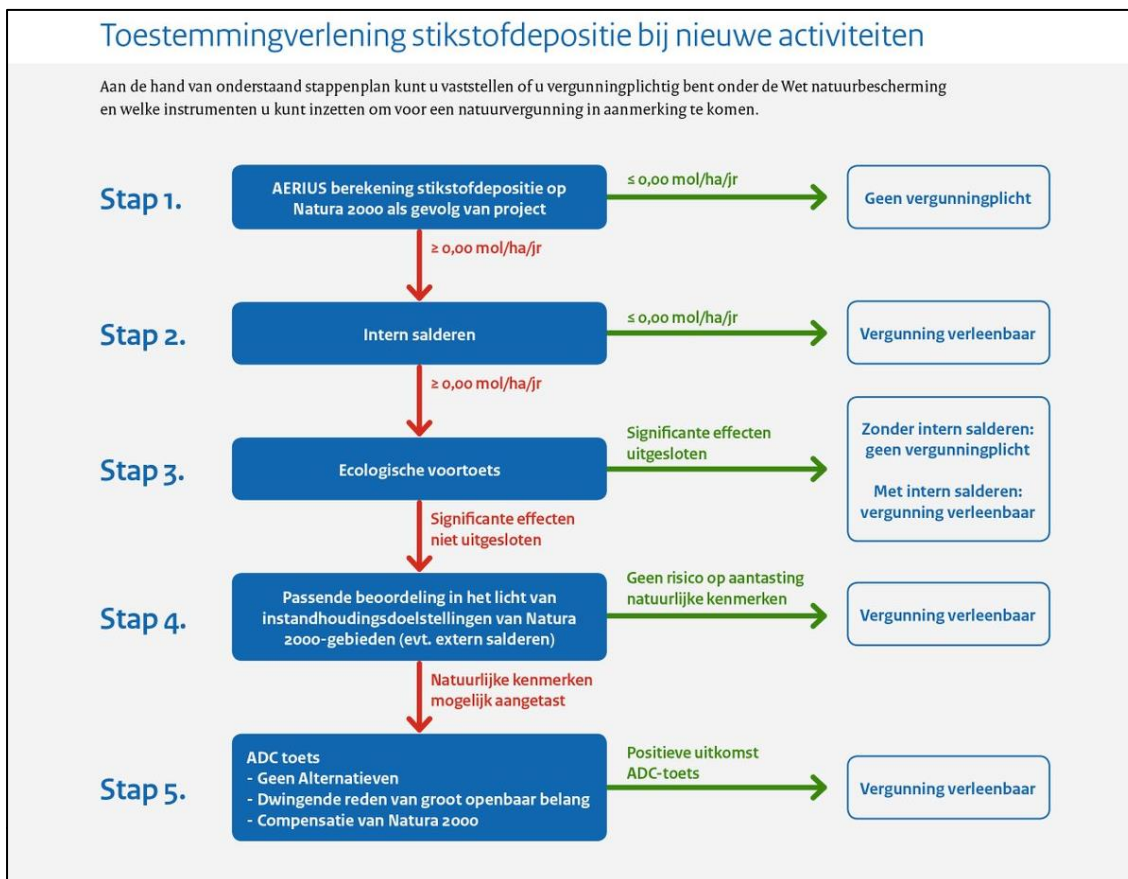 Toestemmingverlening stikstofdepositie bij nieuwe activiteiten
Aan de hand van onderstaand stappenplan kunt u vaststellen of u vergunningplichtig bent onder de Wet natuurbescherming
en welke instrumenten u kunt inzetten om voor een natuurvergunning in aanmerking te komen.
Stap 1.
AERIUS berekening stikstofdepositie op
Natura 2000 als gevolg van project
≤ 0,00 mol/ha/jr
Geen vergunningplicht
≥ 0,00 mol/ha/jr
Stap 2.
Intern salderen
≤ 0,00 mol/ha/jr
Vergunning verleenbaar
≥ 0,00 mol/ha/jr
Stap 3.
Ecologische voortoets
Significante effecten
uitgesloten
Zonder intern salderen:
geen vergunningplicht
Met intern salderen:
vergunning verleenbaar
Significante effecten
niet uitgesloten
Stap 4.
Passende beoordeling in het licht van
instandhoudingsdoelstellingen van Natura
2000-gebieden (evt. extern salderen)
Geen risico op aantasting
natuurlijke kenmerken
Vergunning verleenbaar
Natuurlijke kenmerken
mogelijk aangetast
Stap 5.
ADC toets
- Geen Alternatieven
- Dwingende reden van groot openbaar belang
- Compensatie van Natura 2000
Positieve uitkomst
ADC-toets
Vergunning verleenbaar